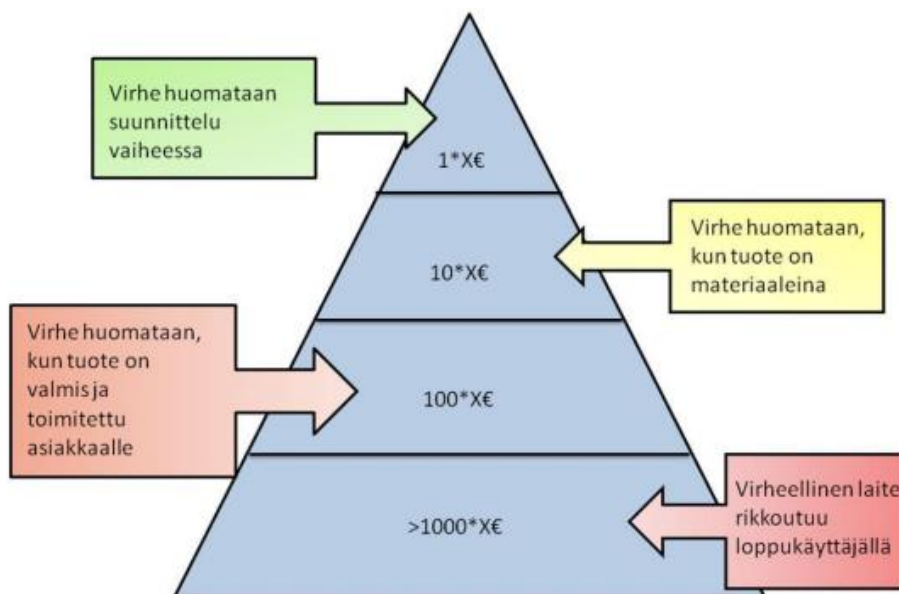 Virhe huomataan
suunnittelu
vaiheessa
1*X€
Virhe huomataan,
kun tuote on
materiaaleina
10*X€
Virhe huomataan,
kun tuote on
valmis ja
toimitettu
asiakkaalle
100*X€
Virheellinen laite
rikkoutuu
loppukäyttäjällä
>1000*X€